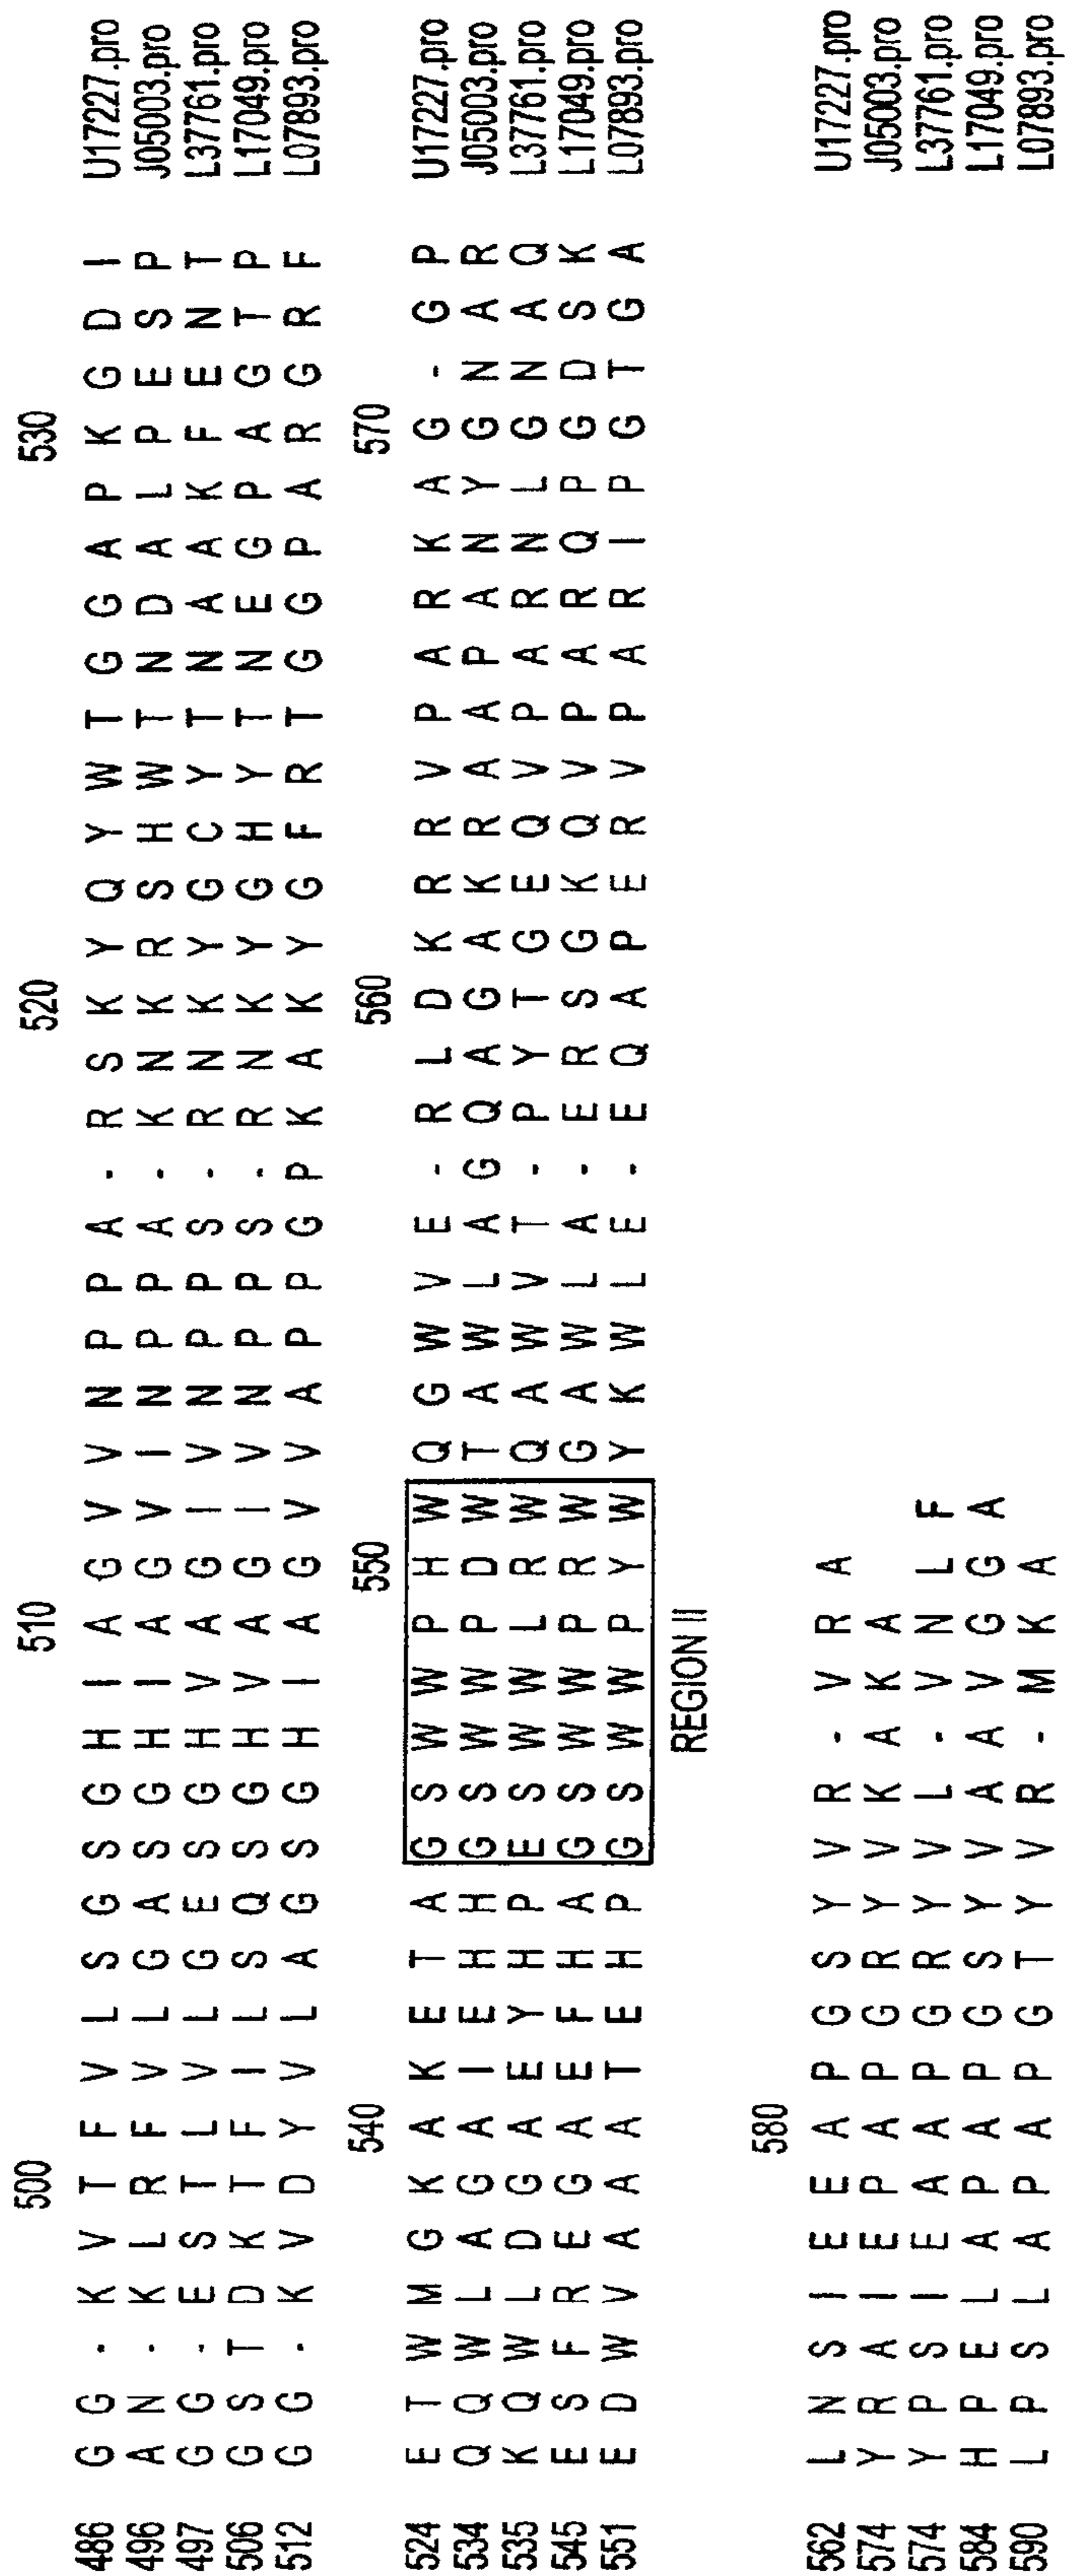 500 510 520 530
486 G G - K V T F V L S G S G H I A G V V N P P A - R S K Y Q Y W T G G A P K G D I U17227.pro
496 A N - K L R F V L G A S G H I A G V I N P P A - K N K R S H W T N D A L P E S P J05003.pro
497 G G - E S T L V L G E S G H V A G I V N P P S - R N K Y G C Y T N A A K F E N T L37761.pro
506 G S T D K T F I L S Q S G H V A G I V N P P S - R N K Y G H Y T N E G P A G T P L17049.pro
512 G G - K V D Y V L A G S G H I A G V V A P P G P K A K Y G F R T G G P A R G R F L07893.pro
540 550 560 570
524 E T W M G K A K E T A G S W W P H W Q G W V E - R L D K R R V P A R K A G - G P U17227.pro
534 Q Q W L A G A I E H H G S W W P D W T A W L A G Q A G A K R A A P A N Y G N A R J05003.pro
535 K Q W L D G A E Y H P E S W W L R W Q A W V T - P Y T G E Q V P A R N L G N A Q L37761.pro
545 E S F R E G A E F H A G S W W P R W G A W L A - E R S G K Q V P A R Q P G D S K L17049.pro
551 E D W V A A A T E H P G S W W P Y W Y K W L E - E Q A P E R V P A R I P G T G A L07893.pro
REGION II
580
562 L N S I E E A P G S Y V R - V R A U17227.pro
574 Y R A I E P A P G R Y V K A K A J05003.pro
574 Y P S I E A A P G R Y V L - V N L F L37761.pro
584 H P E L A P A P G S Y V A A V G G A L17049.pro
590 L P S L A P A P G T Y V R - M K A L07893.pro